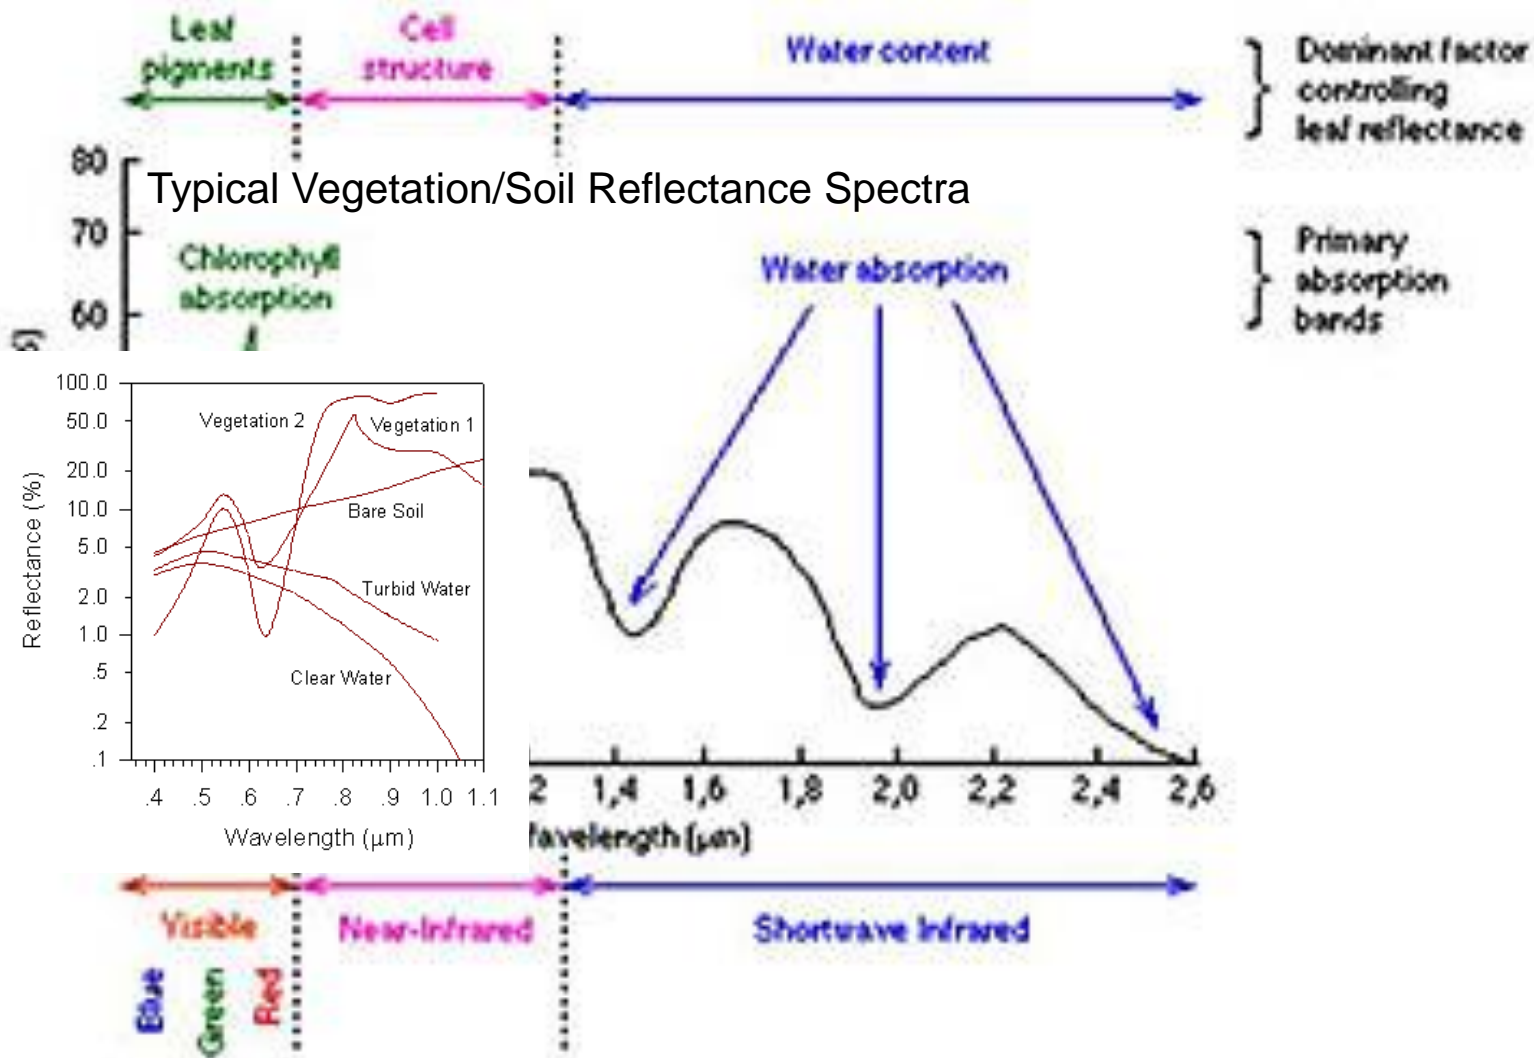 Leaf
pigments
Cell
structure
Water content
Dominant factor
controlling
leaf reflectance
80
Typical Vegetation/Soil Reflectance Spectra
70
Chlorophyll
absorption
Water absorption
Primary
absorption
bands
60
100.0
50.0
20.0
10.0
5.0
2.0
1.0
.5
.2
.1
Reflectance (%)
Vegetation 2
Vegetation 1
Bare Soil
Turbid Water
Clear Water
.4 .5 .6 .7 .8 .9 1.0 1.1
Wavelength (μm)
2 1,4 1,6 1,8 2,0 2,2 2,4 2,6
avelength (μm)
Visible
Near-Infrared
Shortwave Infrared
Blue
Green
Red